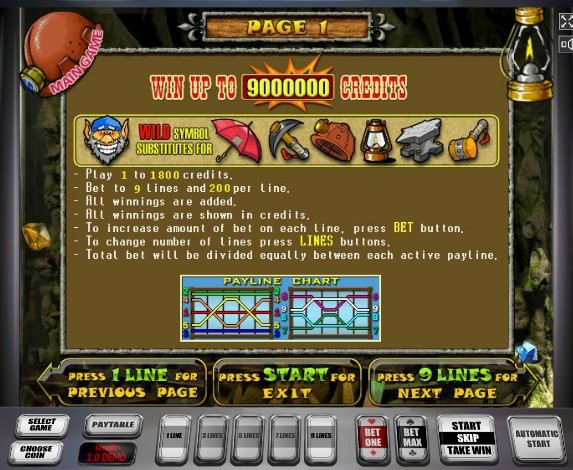 PAGE 1
MAIN GAME
WIN UP TO 9000000 CREDITS
WILD SYMBOL
SUBSTITUTES FOR
- Play 1 to 1800 credits.
- Bet to 9 lines and 200 per line.
- All winnings are added.
- All winnings are shown in credits.
- To increase amount of bet on each line, press BET button.
- To change number of lines press LINES buttons.
- Total bet will be divided equally between each active payline.
PAYLINE CHART
PRESS 1 LINE FOR
PREVIOUS PAGE
PRESS START FOR
EXIT
PRESS 9 LINES FOR
NEXT PAGE
SELECT
GAME
CHOOSE
COIN
PAYTABLE
1.0 DEMO
1 LINE
3 LINES
5 LINES
7 LINES
9 LINES
BET
ONE
BET
MAX
START
SKIP
TAKE WIN
AUTOMATIC
START